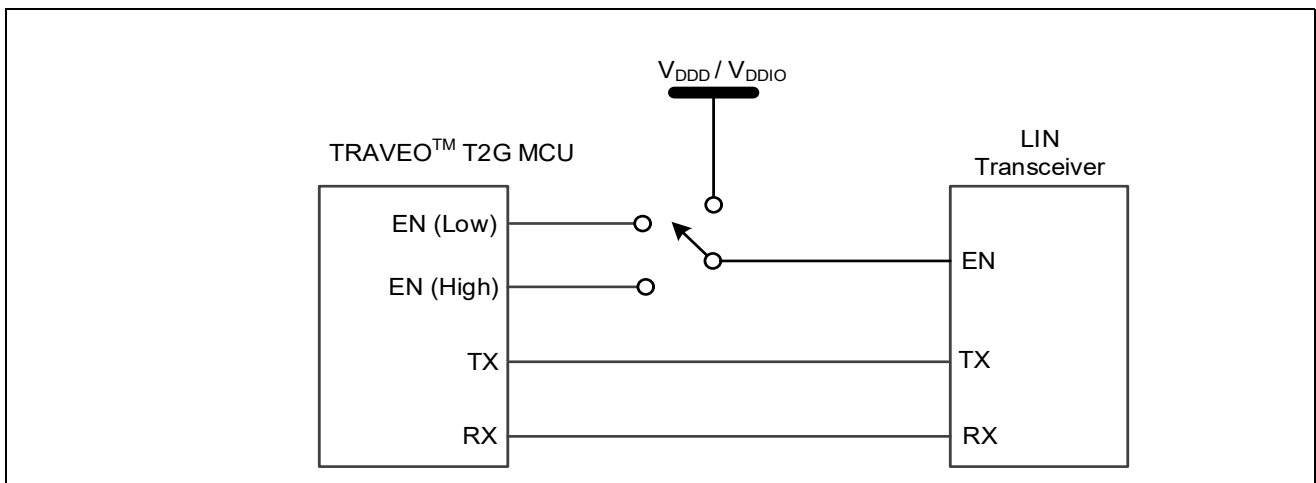 VDDD / VDDIO
TRAVEO™ T2G MCU
LIN
Transceiver
EN (Low)
EN
EN (High)
TX
TX
RX
RX